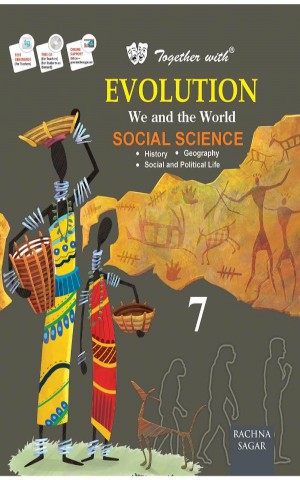 Together with®
EVOLUTION
We and the World
SOCIAL SCIENCE
• History • Geography
• Social and Political Life
7
RACHNA
SAGAR